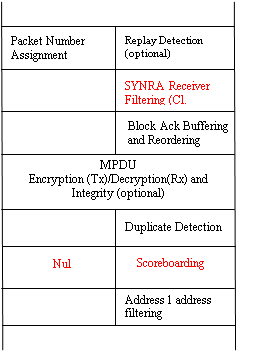 Packet Number
Assignment
Replay Detection
(optional)
SYNRA Receiver
Filtering (Cl.
Block Ack Buffering
and Reordering
MPDU
Encryption (Tx)/Decryption(Rx) and
Integrity (optional)
Duplicate Detection
Nul
Scoreboarding
Address 1 address
filtering